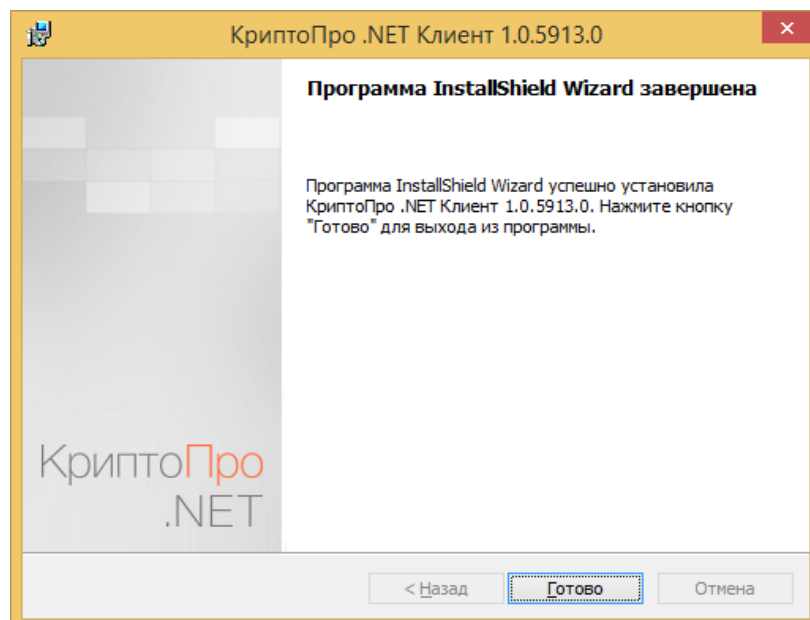 КриптоПро .NET Клиент 1.0.5913.0
Программа InstallShield Wizard завершена
Программа InstallShield Wizard успешно установила
КриптоПро .NET Клиент 1.0.5913.0. Нажмите кнопку
"Готово" для выхода из программы.
КриптоПро
.NET
< Назад
Готово
Отмена